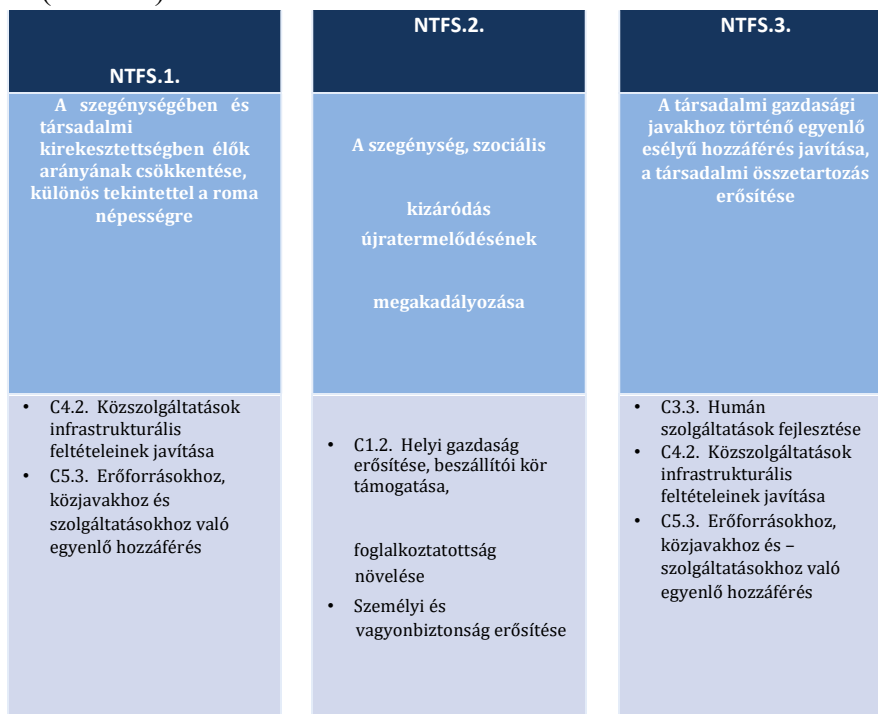 NTFS.1.
A szegénységében és
társadalmi
kirekesztettségben élők
arányának csökkentése,
különös tekintettel a roma
népességre
• C4.2. Közszolgáltatások
infrastrukturális
feltételeinek javítása
• C5.3. Erőforrásokhoz,
közjavakhoz és
szolgáltatásokhoz való
egyenlő hozzáférés
NTFS.2.
A szegénység, szociális
kizáródás
újratermelődésének
megakadályozása
• C1.2. Helyi gazdaság
erősítése, beszállítói kör
támogatása,
foglalkoztatottság
növelése
• Személyi és
vagyonbiztonság erősítése
NTFS.3.
A társadalmi gazdasági
javakhoz történő egyenlő
esélyű hozzáférés javítása,
a társadalmi összetartozás
erősítése
• C3.3. Humán
szolgáltatások fejlesztése
• C4.2. Közszolgáltatások
infrastrukturális
feltételeinek javítása
• C5.3. Erőforrásokhoz,
közjavakhoz és –
szolgáltatásokhoz való
egyenlő hozzáférés